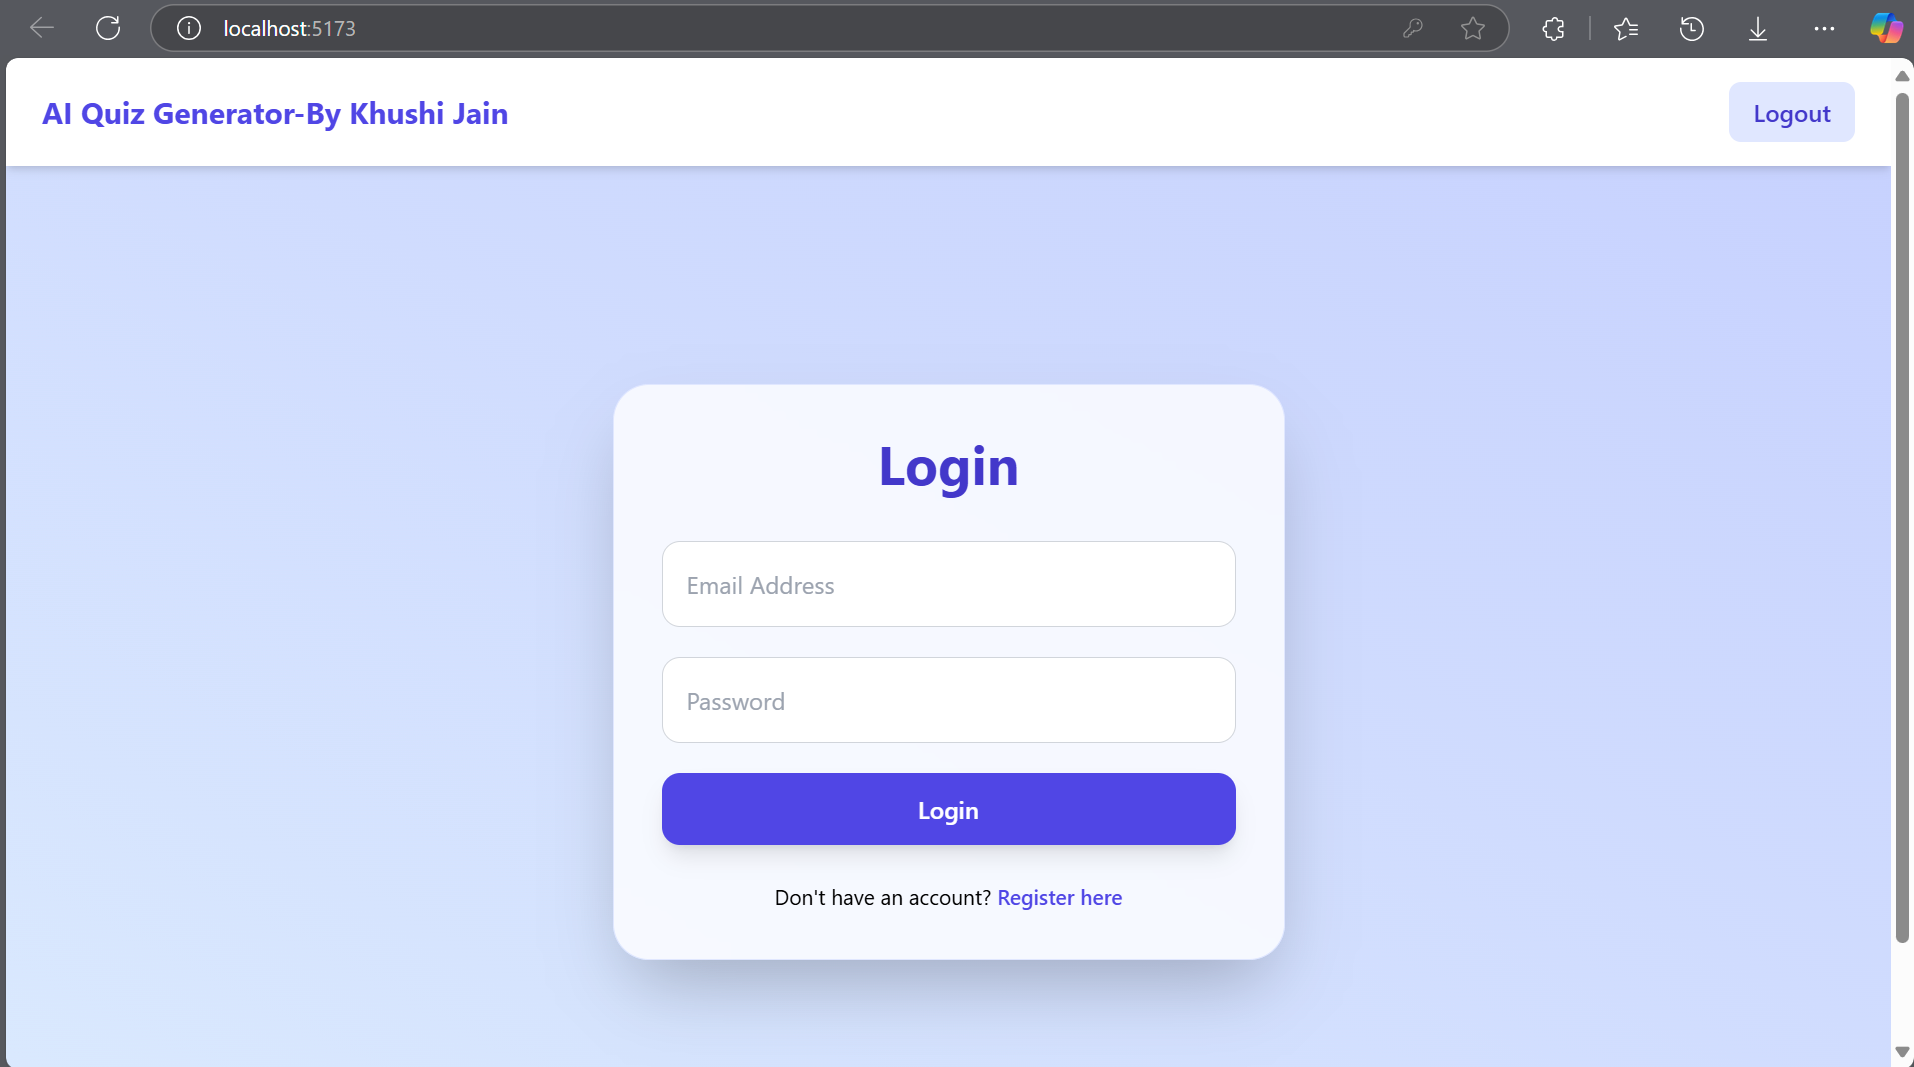 localhost:5173
AI Quiz Generator-By Khushi Jain
Logout
Login
Email Address
Password
Login
Don't have an account? Register here